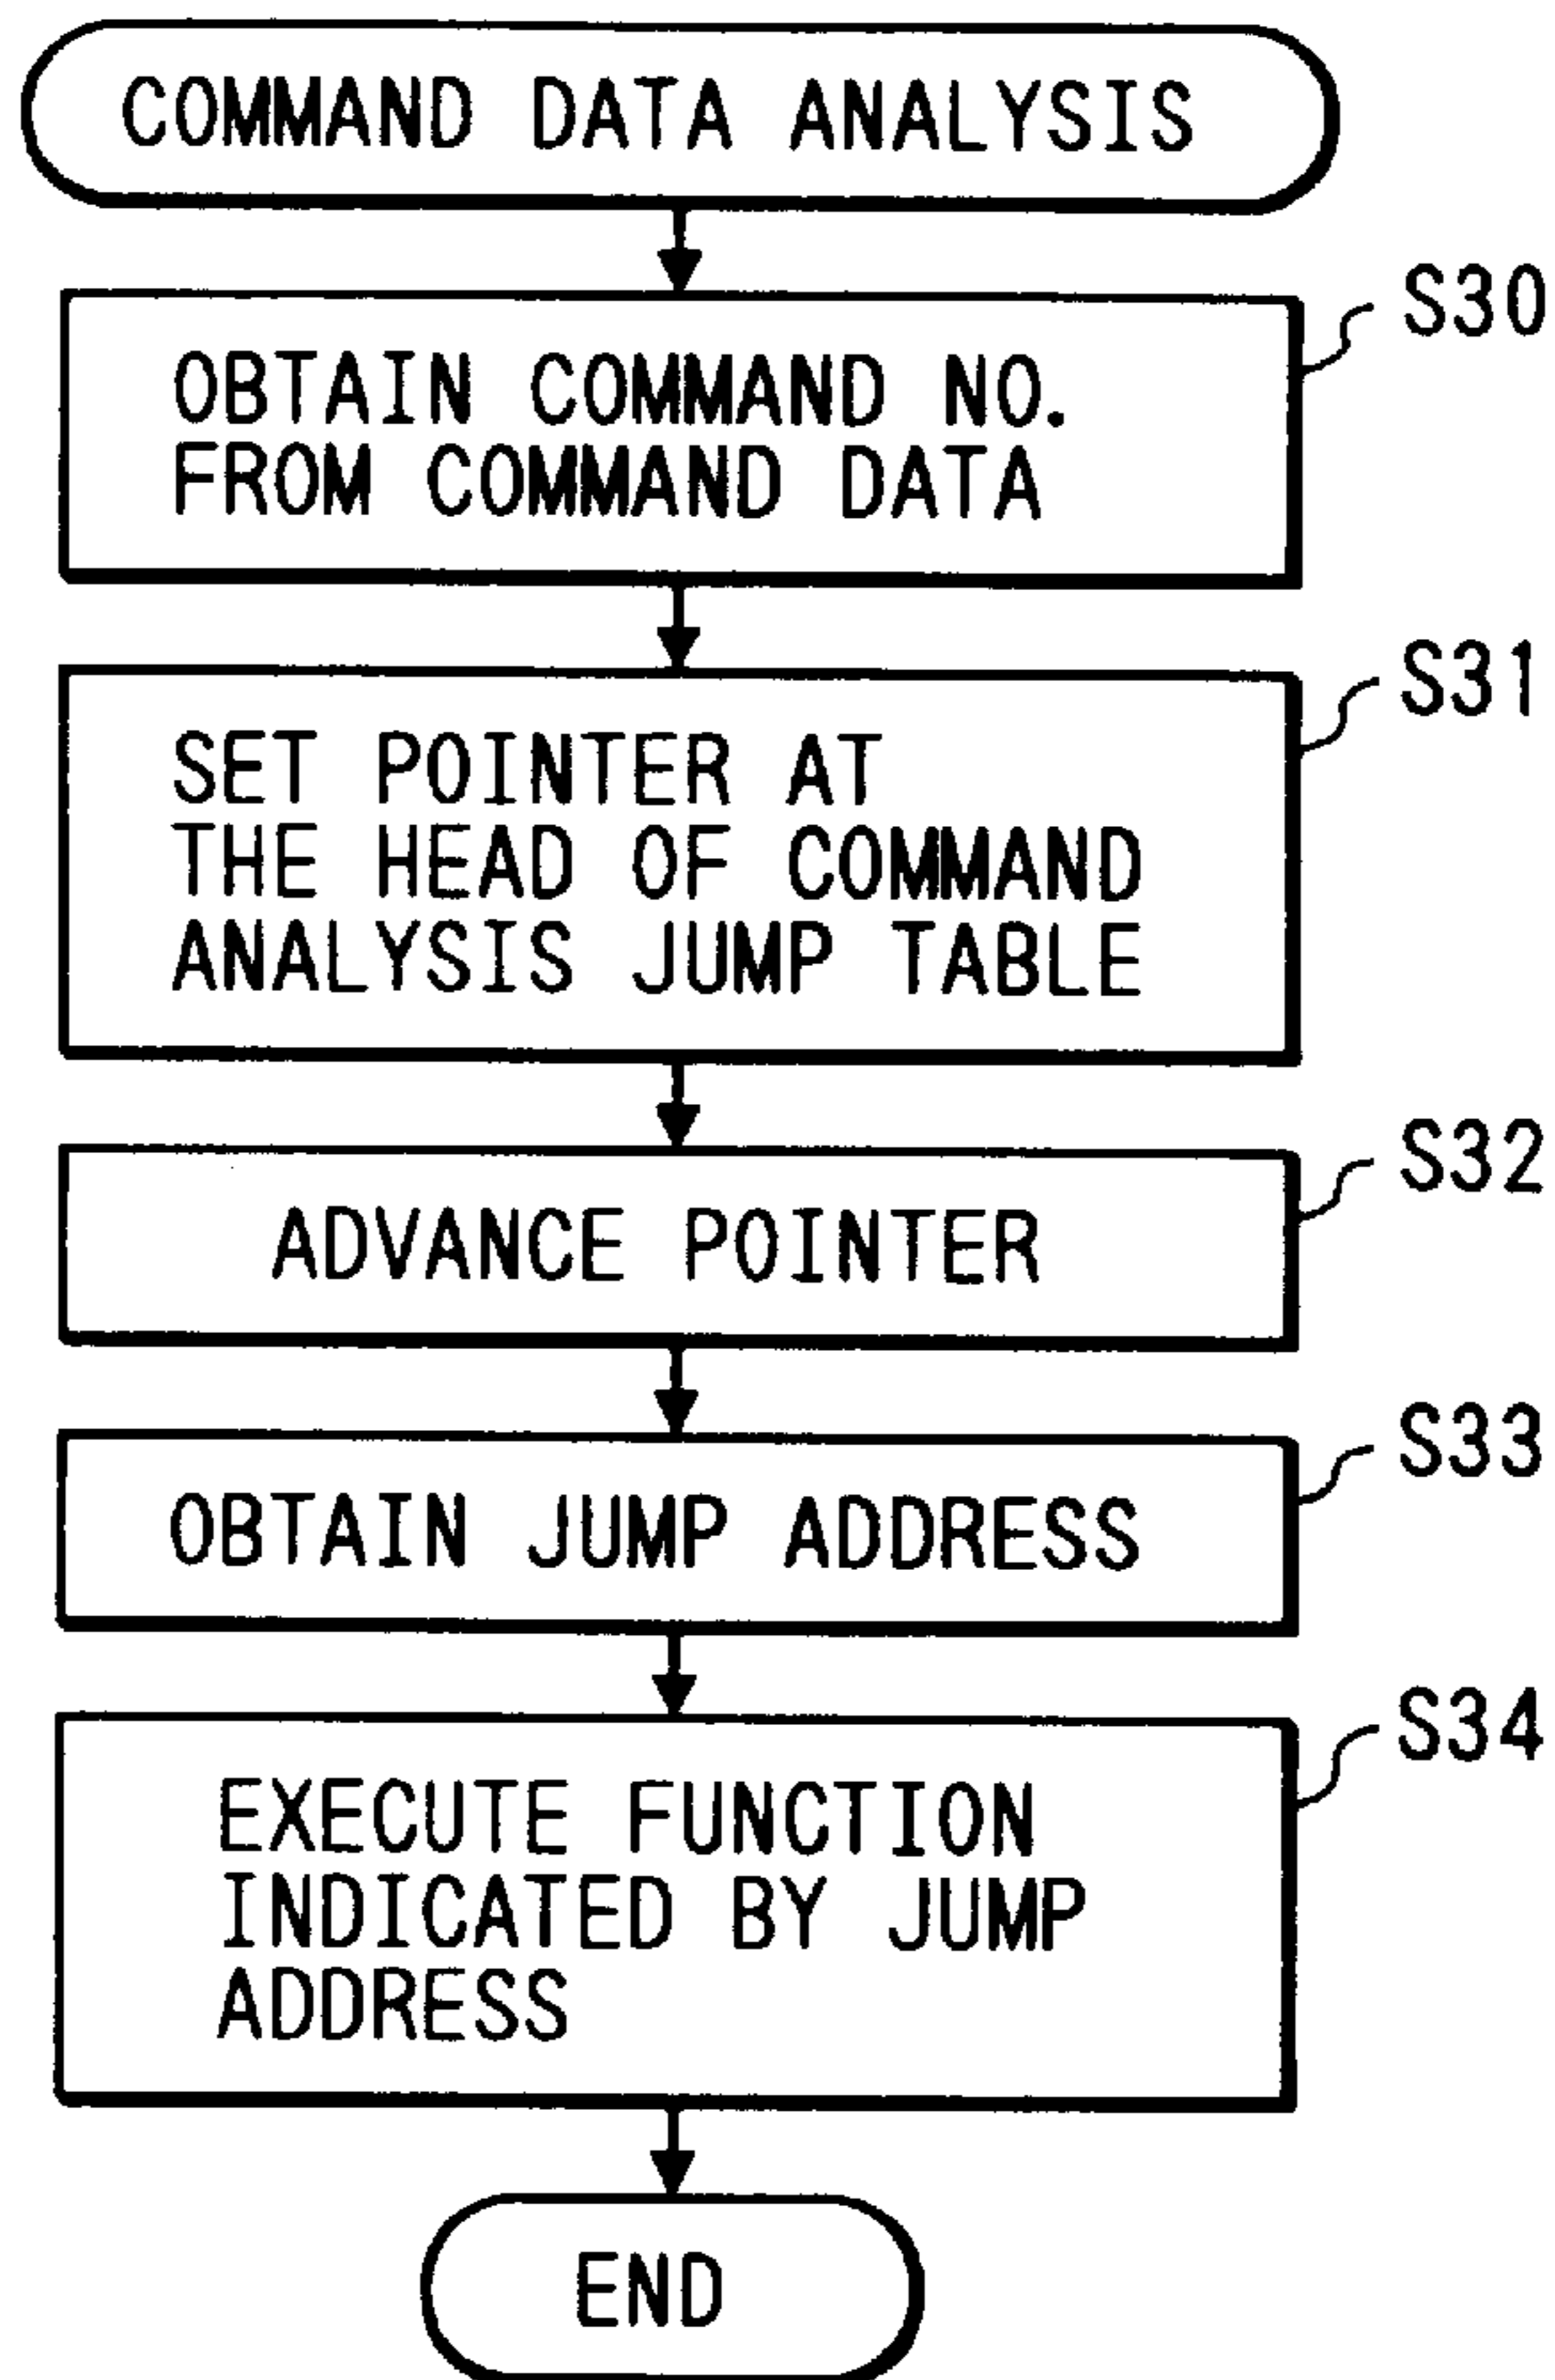 COMMAND DATA ANALYSIS
S30
OBTAIN COMMAND NO.
FROM COMMAND DATA
S31
SET POINTER AT
THE HEAD OF COMMAND
ANALYSIS JUMP TABLE
S32
ADVANCE POINTER
S33
OBTAIN JUMP ADDRESS
S34
EXECUTE FUNCTION
INDICATED BY JUMP
ADDRESS
END